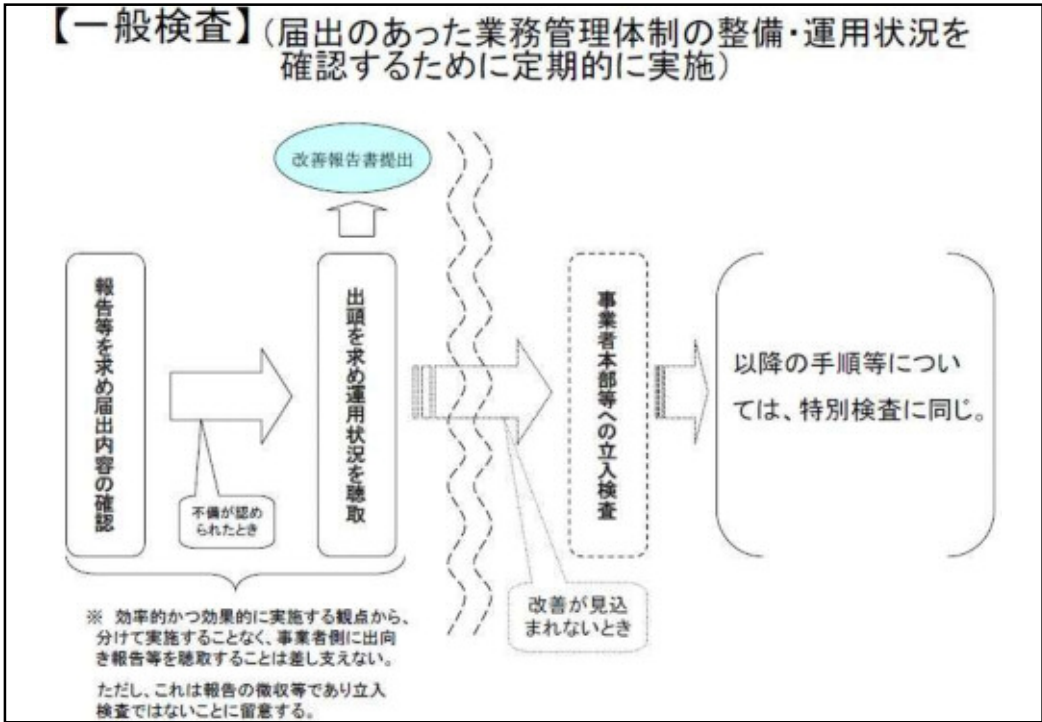 【一般検査】(届出のあった業務管理体制の整備・運用状況を
確認するために定期的に実施)
改善報告書提出
報告等を求め届出内容の確認
不備が認め
られたとき
出頭を求め運用状況を聴取
事業者本部等への立入検査
改善が見込
まれないとき
以降の手順等につい
ては、特別検査に同じ。
※ 効率的かつ効果的に実施する観点から、
分けて実施することなく、事業者側に出向
き報告等を聴取することは差し支えない。
ただし、これは報告の徴収等であり立入
検査ではないことに留意する。